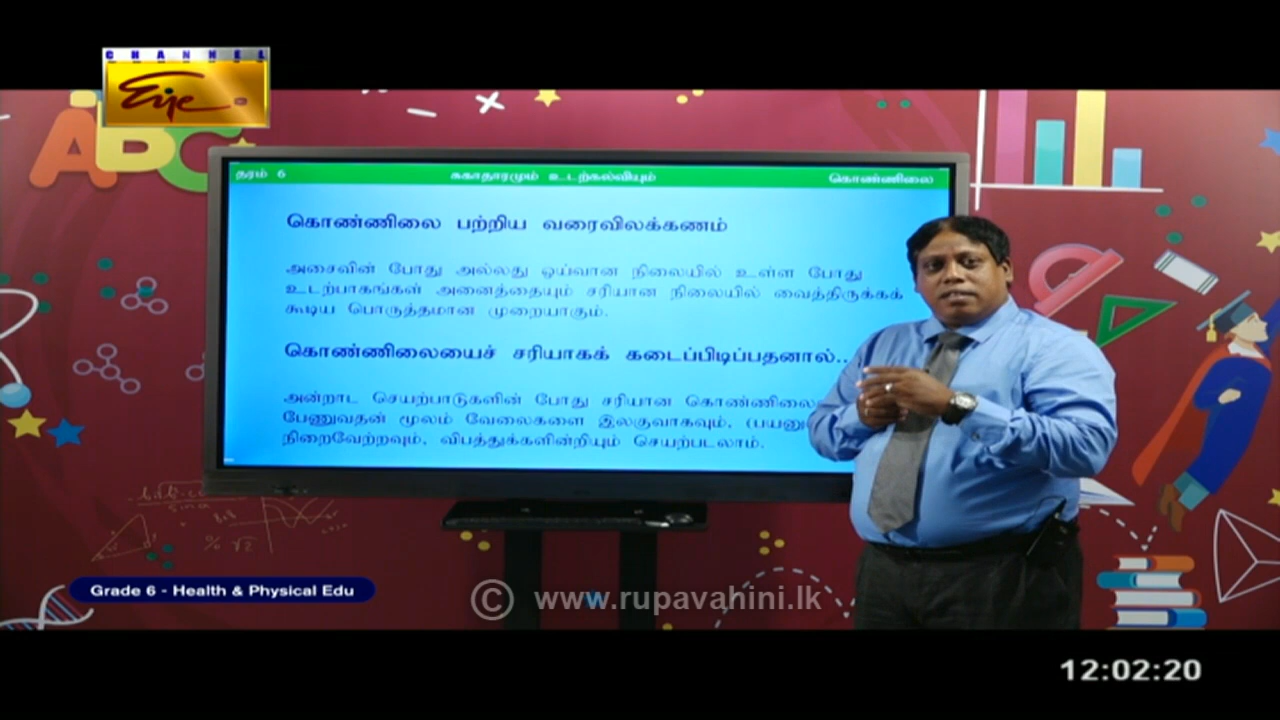 CHANNEL
Eye
ABC
தரம் 6 சுகாதாரமும் உடற்கல்வியும் கொண்ணிலை
கொண்ணிலை பற்றிய வரைவிலக்கணம்
அசைவின் போது அல்லது ஓய்வான நிலையில் உள்ள போது
உடற்பாகங்கள் அனைத்தையும் சரியான நிலையில் வைத்திருக்கக்
கூடிய பொருத்தமான முறையாகும்.
கொண்ணிலையைச் சரியாகக் கடைப்பிடிப்பதனால்..
அன்றாட செயற்பாடுகளின் போது சரியான கொண்ணிலை
பேணுவதன் மூலம் வேலைகளை இலகுவாகவும், (பயனு
நிறைவேற்றவும், விபத்துக்களின்றியும் செயற்படலாம்.
Grade 6 - Health & Physical Edu
© www.rupavahini.lk
12:02:20